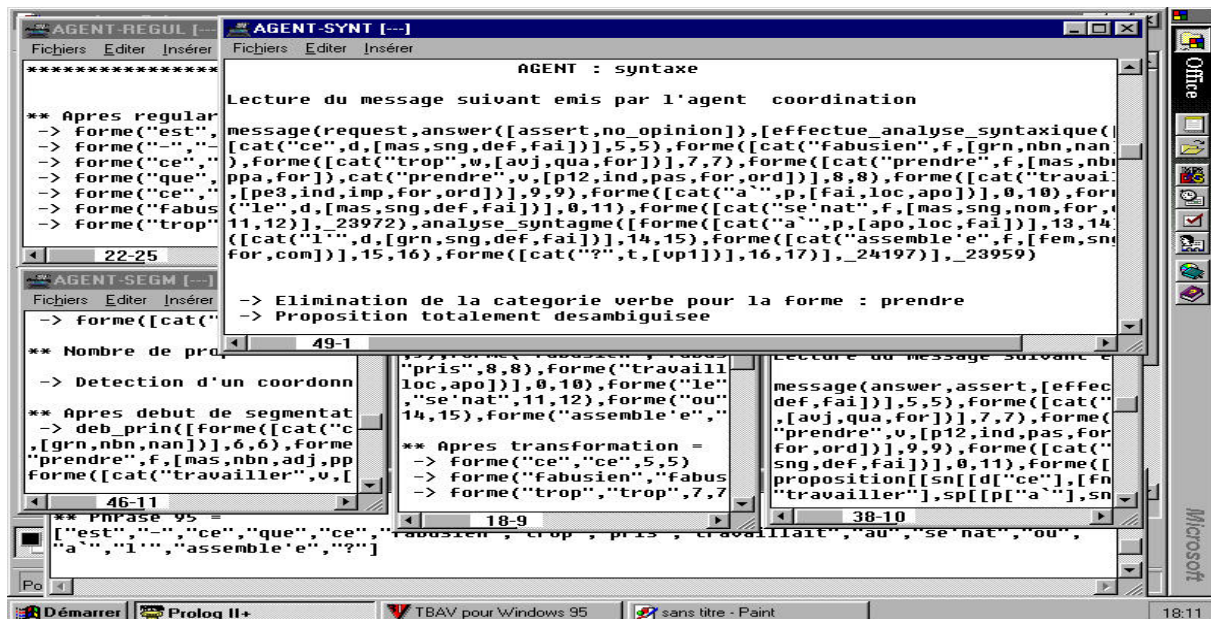 AGENT-REGUL [---
Fichiers Editer Insérer
** Apres regular
-> forme("est",
-> forme("-","-
-> forme("ce","
-> forme("que",
-> forme("ce","
-> forme("fabus
-> forme("trop"
22-25
AGENT-SYNT [---]
Fichiers Editer Insérer
AGENT : syntaxe
Lecture du message suivant emis par l'agent coordination
message(request,answer([assert,no_opinion]),[effectue_analyse_syntaxique(
[cat("ce",d,[mas,sng,def,fai])],5,5),forme([cat("fabusien",f,[grn,nbn,nan
),forme([cat("trop",w,[avj,qua,for])],7,7),forme([cat("prendre",f,[mas,nb
ppa,for]),cat("prendre",v,[p12,ind,pas,for,ord])],8,8),forme([cat("travai
,[pe3,ind,imp,for,ord])],9,9),forme([cat("a`",p,[fai,loc,apo])],0,10),for
("le",d,[mas,sng,def,fai])],0,11),forme([cat("se'nat",f,[mas,sng,nom,for,
11,12)],_23972),analyse_syntagme([forme([cat("a`",p,[apo,loc,fai])],13,14
([cat("l'",d,[grn,sng,def,fai])],14,15),forme([cat("assemble'e",f,[fem,sn
for,com])],15,16),forme([cat("?",t,[vp1])],16,17)],_24197)],_23959)
-> Elimination de la categorie verbe pour la forme : prendre
-> Proposition totalement desambiguisee
49-1
AGENT-SEGM [---]
Fichiers Editer Insérer
-> forme([cat("
** Nombre de prop
-> Detection d'un coordonn
** Apres debut de segmentat
-> deb_prin([forme([cat("c
,[grn,nbn,nan])],6,6),forme
"prendre",f,[mas,nbn,adj,pp
forme([cat("travailler",v,[
46-11
"pris",8,8),forme("travaill
loc,apo])],0,10),forme("le"
,"se'nat",11,12),forme("ou"
14,15),forme("assemble'e","
** Apres transformation =
-> forme("ce","ce",5,5)
-> forme("fabusien","fabus
-> forme("trop","trop",7,7
18-9
Lecture du message suivant e
message(answer,assert,[effec
def,fai])],5,5),forme([cat("
,[avj,qua,for])],7,7),forme(
"prendre",v,[p12,ind,pas,for
for,ord])],9,9),forme([cat("
sng,def,fai])],0,11),forme([
proposition[[sn[[d["ce"],[fn
"travailler"],sp[[p["a`"],sn
38-10
** Phrase 95 =
["est","-","ce","que","ce","fabusien","trop","pris","travaillait","au","se'nat","ou",
"a`","l'","assemble'e","?"]
Po
Office
Microsoft
Démarrer
Prolog II+
TBAV pour Windows 95
sans titre - Paint
18:11